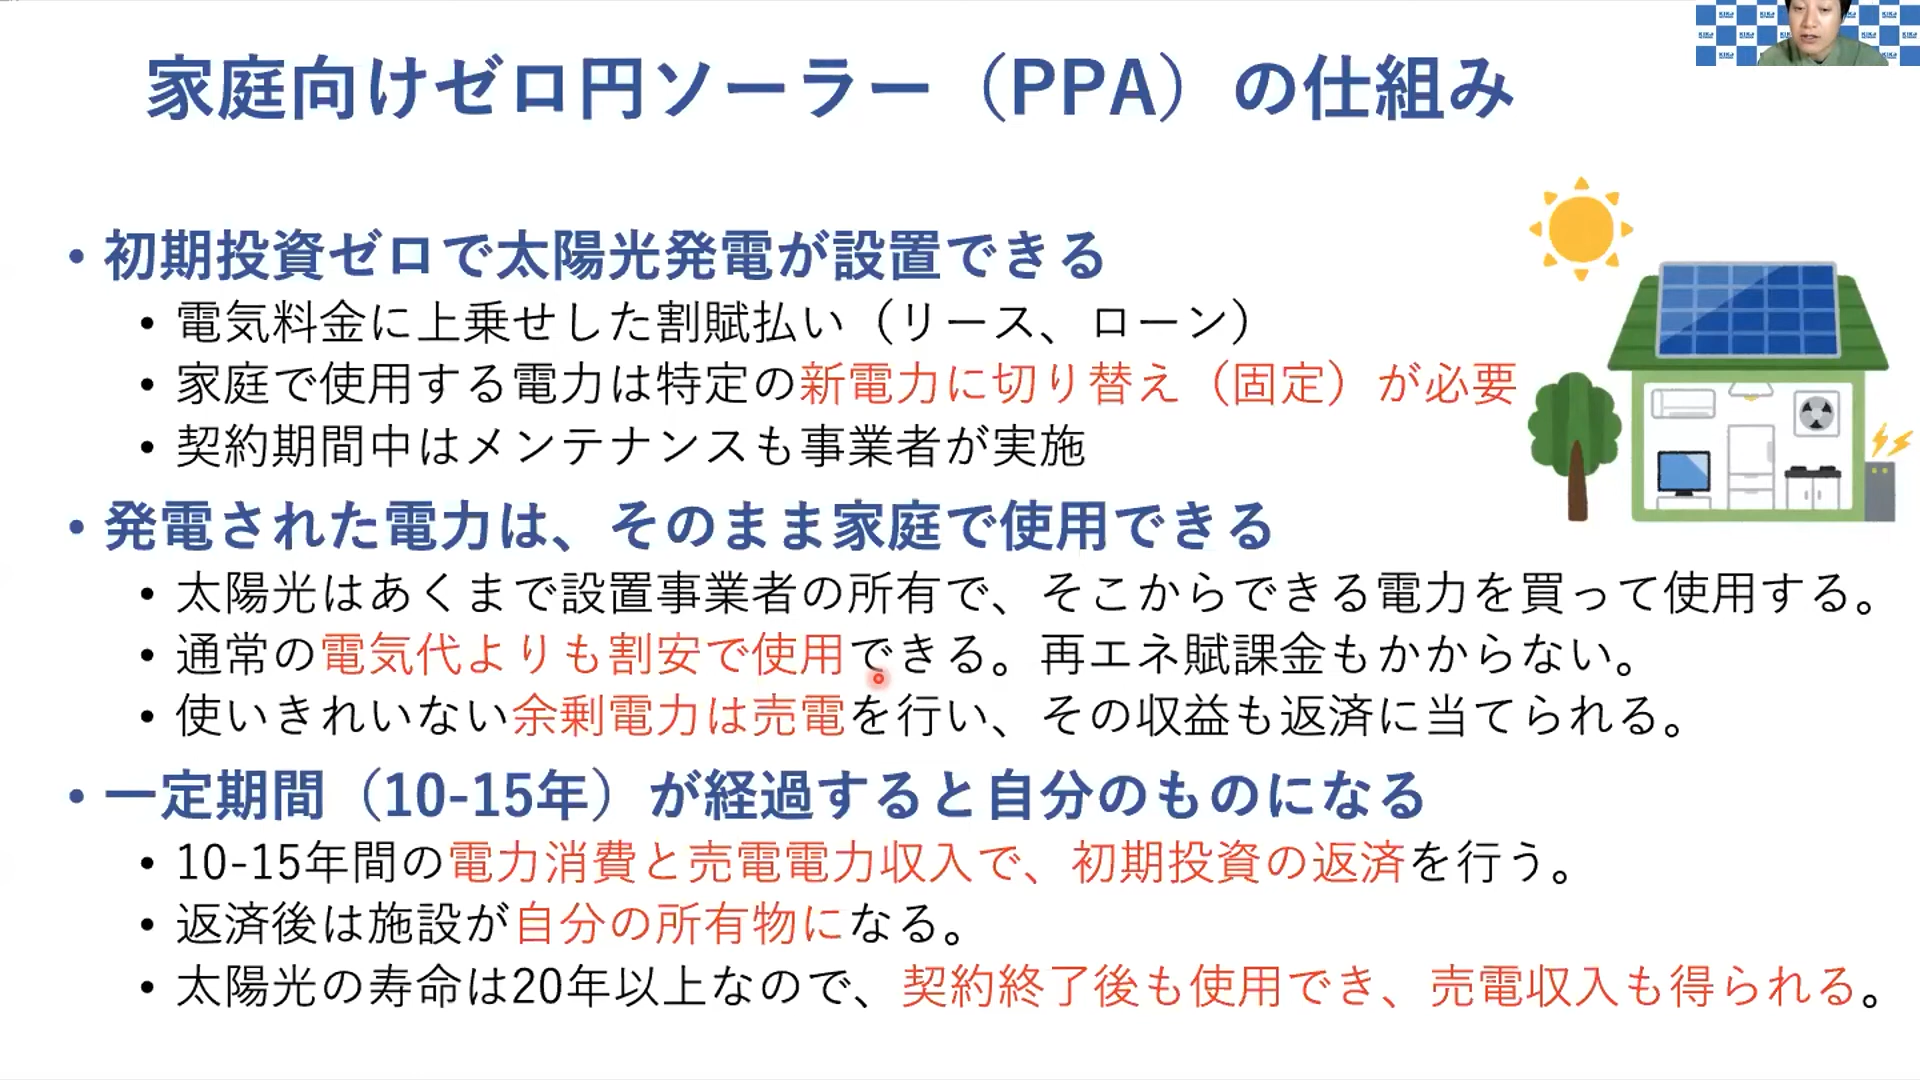 家庭向けゼロ円ソーラー（PPA）の仕組み
• 初期投資ゼロで太陽光発電が設置できる
• 電気料金に上乗せした割賦払い（リース、ローン）
• 家庭で使用する電力は特定の新電力に切り替え（固定）が必要
• 契約期間中はメンテナンスも事業者が実施
• 発電された電力は、そのまま家庭で使用できる
• 太陽光はあくまで設置事業者の所有で、そこからできる電力を買って使用する。
• 通常の電気代よりも割安で使用できる。再エネ賦課金もかからない。
• 使いきれいない余剰電力は売電を行い、その収益も返済に当てられる。
• 一定期間（10-15年）が経過すると自分のものになる
• 10-15年間の電力消費と売電電力収入で、初期投資の返済を行う。
• 返済後は施設が自分の所有物になる。
• 太陽光の寿命は20年以上なので、契約終了後も使用でき、売電収入も得られる。